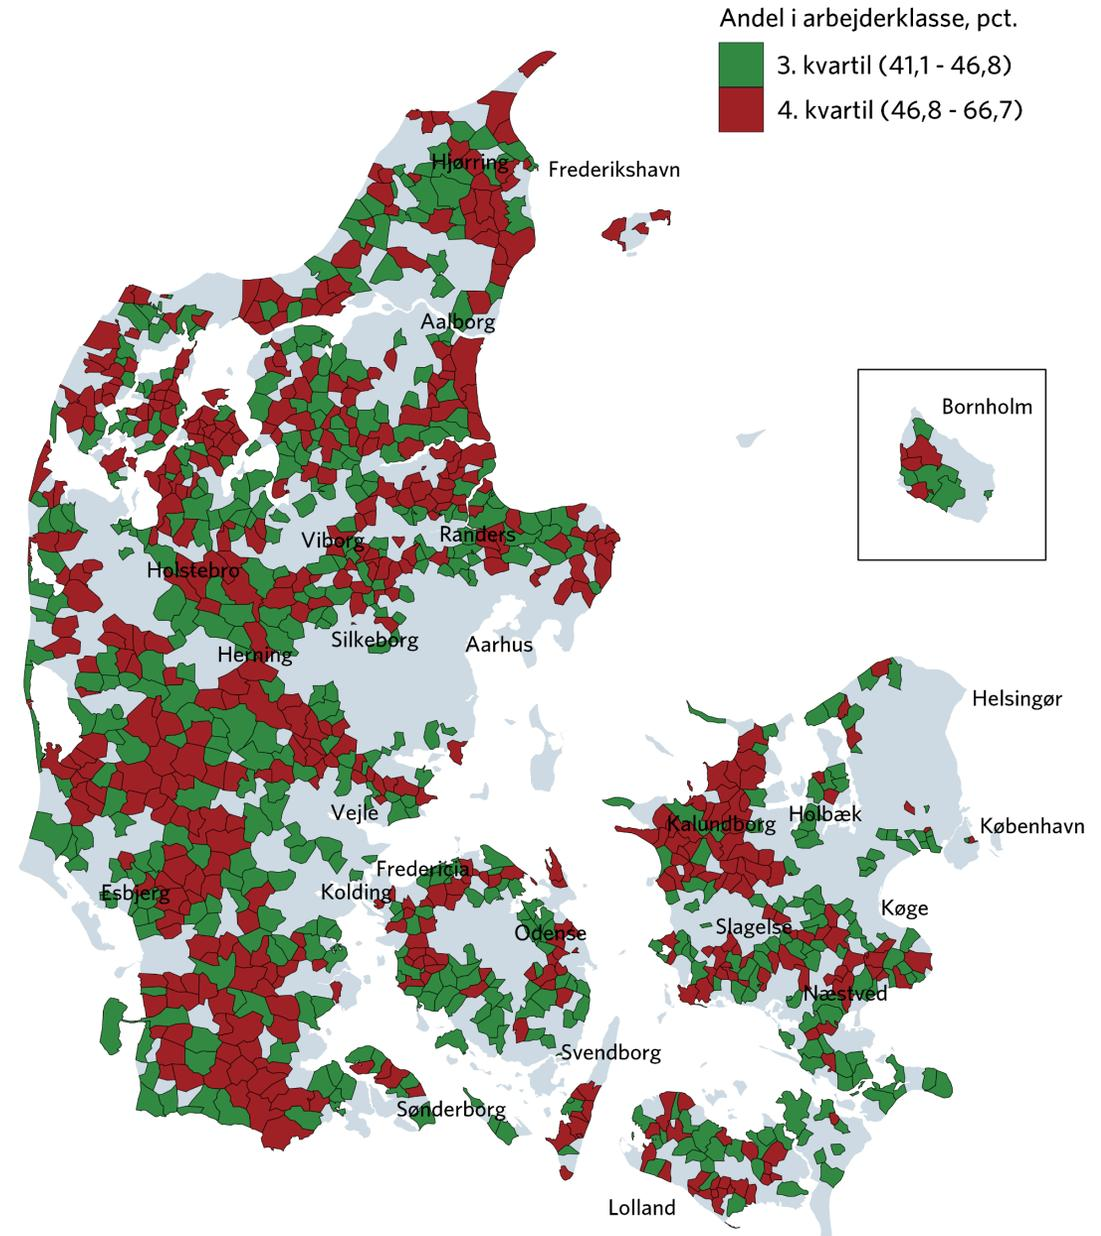 Andel i arbejderklasse, pct.
3. kvartil (41,1 - 46,8)
4. kvartil (46,8 - 66,7)
Hjørring
Frederikshavn
Aalborg
Bornholm
Viborg
Randers
Holstebro
Silkeborg
Aarhus
Herning
Helsingør
Vejle
Holbæk
Kalundborg
København
Fredericia
Esbjerg
Kolding
Køge
Slagelse
Odense
Næstved
Svendborg
Sønderborg
Lolland